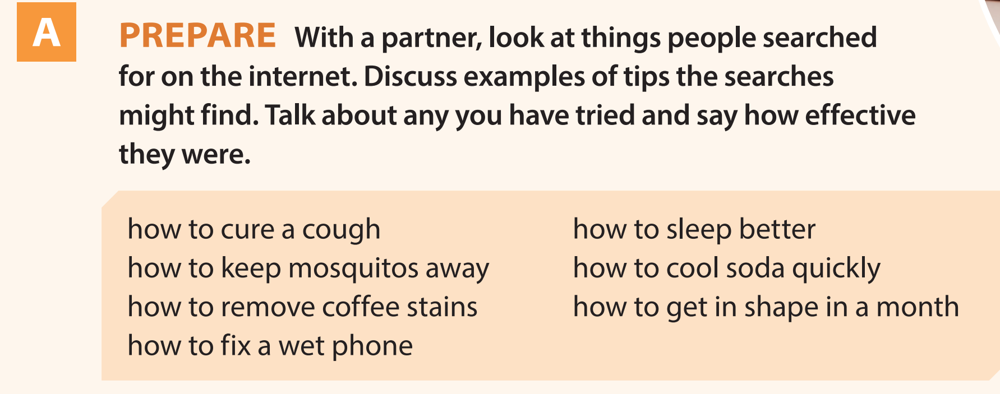 A
PREPARE With a partner, look at things people searched
for on the internet. Discuss examples of tips the searches
might find. Talk about any you have tried and say how effective
they were.
how to cure a cough
how to keep mosquitos away
how to remove coffee stains
how to fix a wet phone
how to sleep better
how to cool soda quickly
how to get in shape in a month